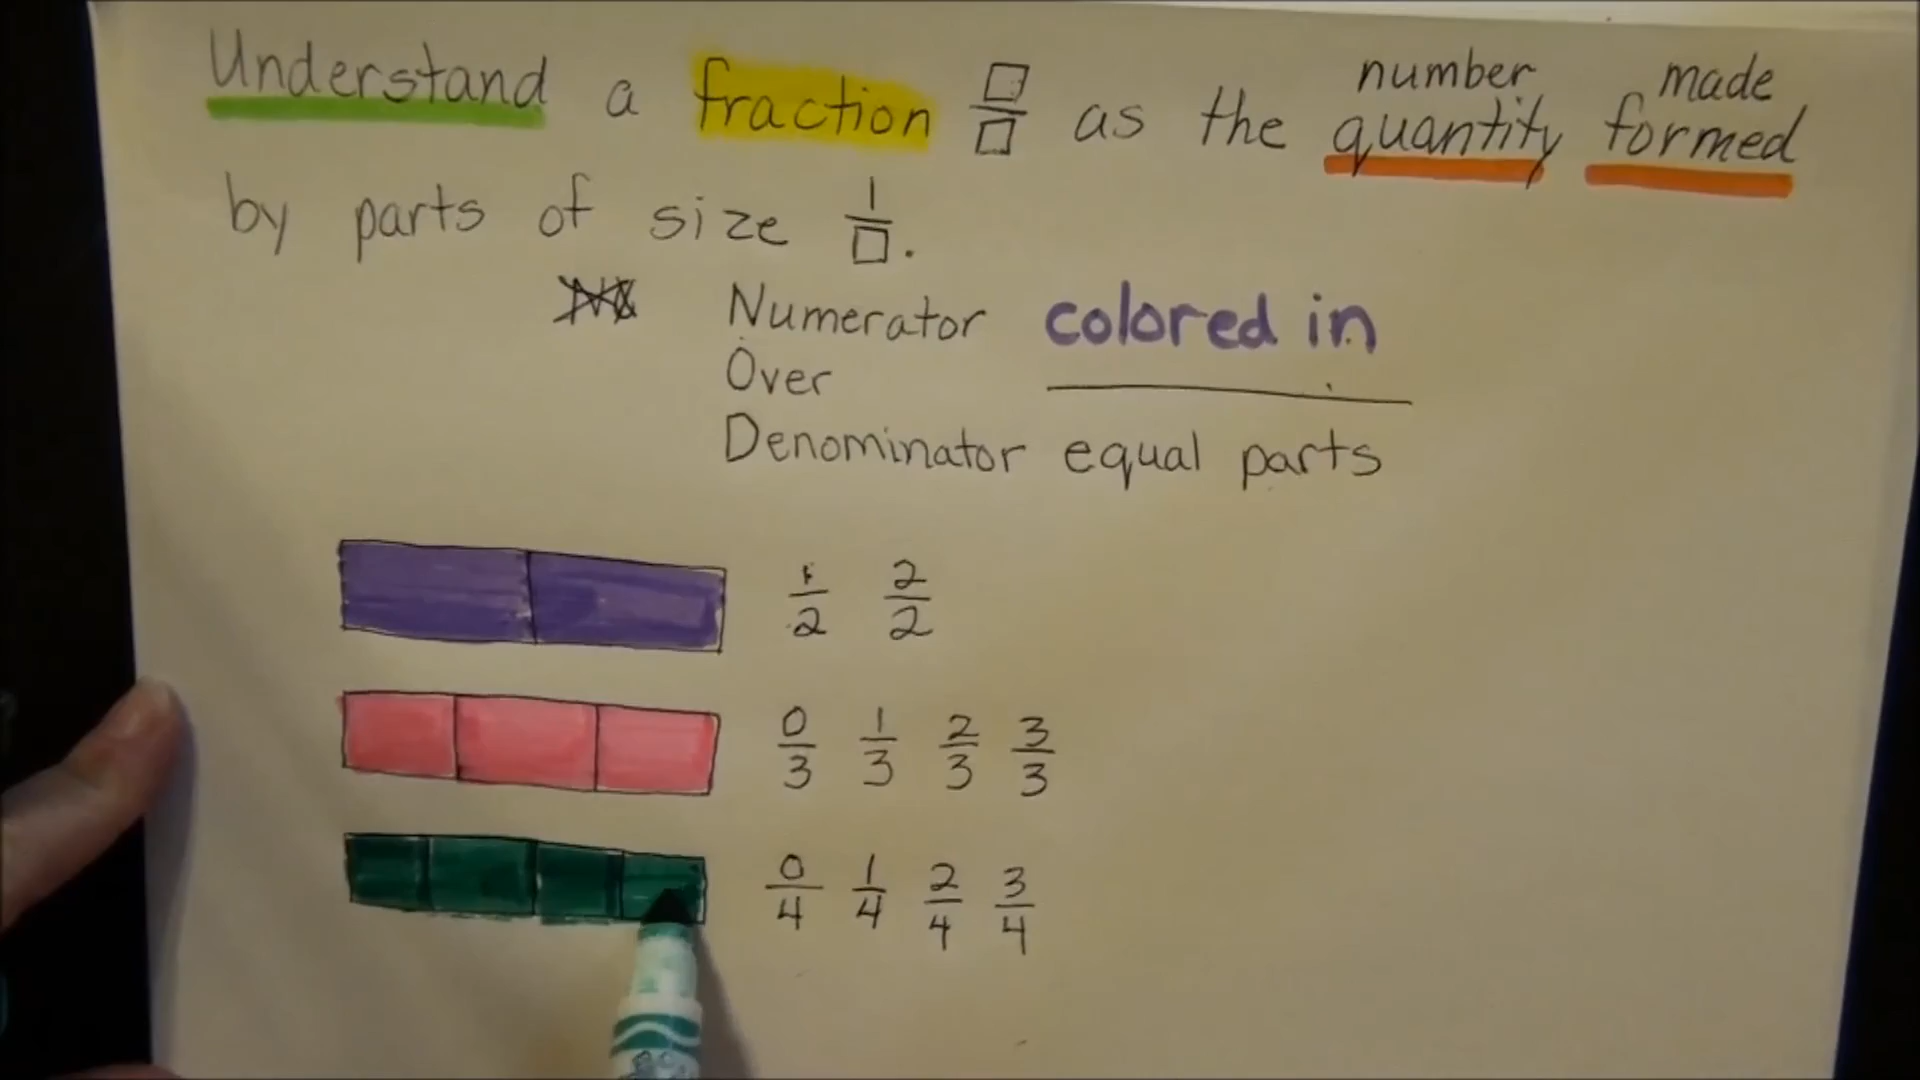 number made
Understand a fraction □/□ as the quantity formed
by parts of size 1/□.
Numerator colored in
Over
Denominator equal parts
1/2 2/2
0/3 1/3 2/3 3/3
0/4 1/4 2/4 3/4